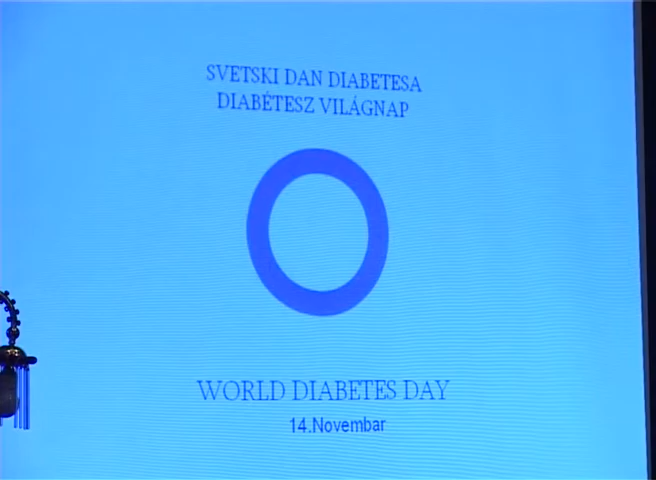 SVETSKI DAN DIABETESA
DIABÉTESZ VILÁGNAP
WORLD DIABETES DAY
14.Novembar